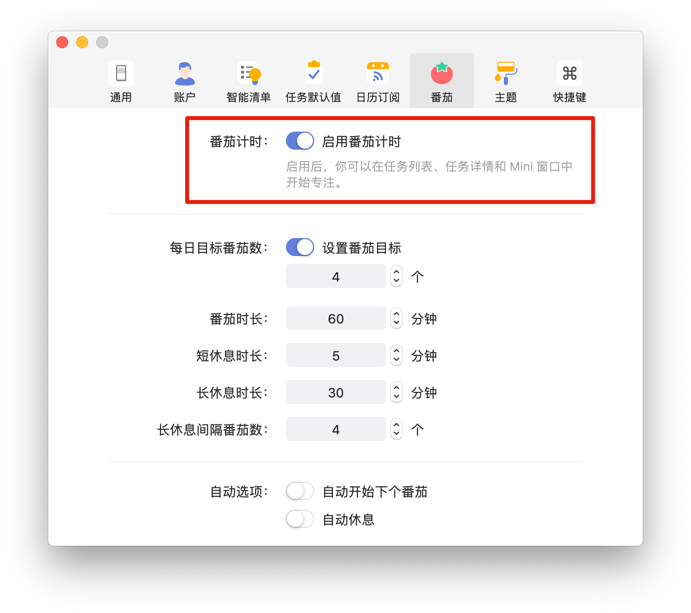 通用 账户 智能清单 任务默认值 日历订阅 番茄 主题 快捷键
番茄计时： 启用番茄计时
启用后，你可以在任务列表、任务详情和 Mini 窗口中
开始专注。
每日目标番茄数： 设置番茄目标
4 个
番茄时长： 60 分钟
短休息时长： 5 分钟
长休息时长： 30 分钟
长休息间隔番茄数： 4 个
自动选项： 自动开始下个番茄
自动休息